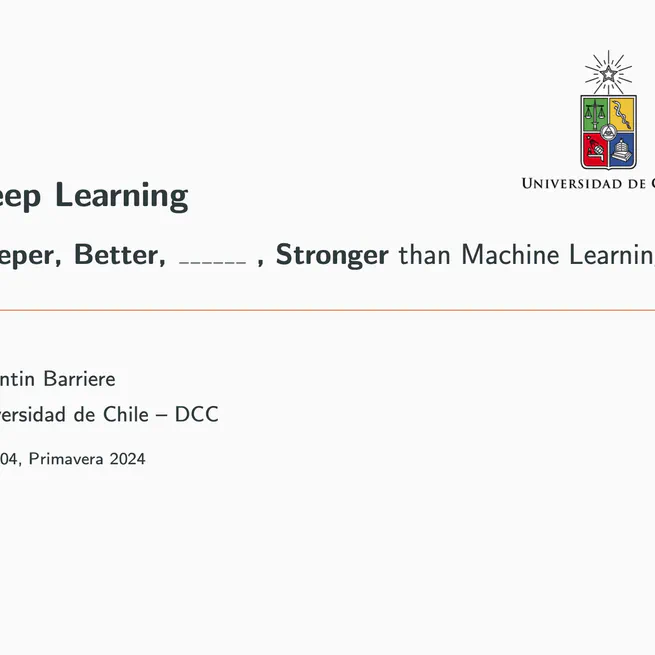 UNIVERSIDAD DE C
eep Learning
eper, Better, ______ , Stronger than Machine Learning
ntin Barriere
versidad de Chile – DCC
04, Primavera 2024